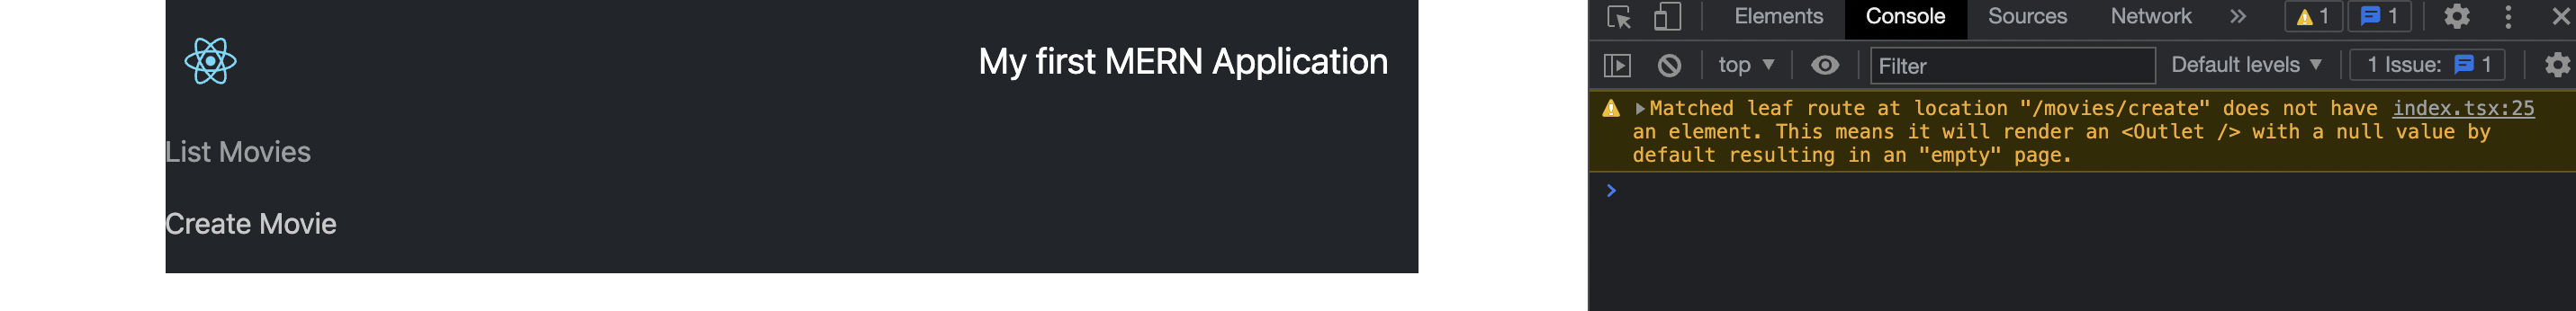 My first MERN Application
List Movies
Create Movie
Elements Console Sources Network » 1 1
top Filter Default levels 1 Issue: 1
Matched leaf route at location "/movies/create" does not have index.tsx:25
an element. This means it will render an <Outlet /> with a null value by
default resulting in an "empty" page.